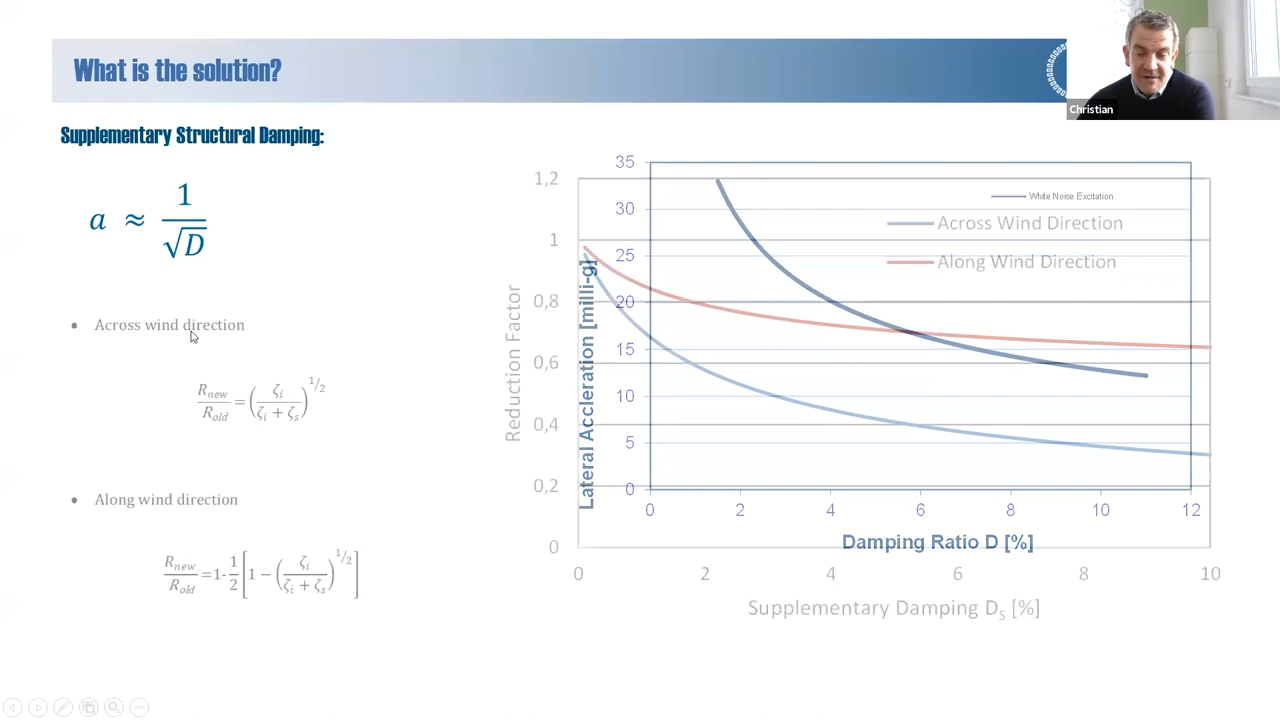 What is the solution?
Christian
Supplementary Structural Damping:
a ≈ 1/√D
• Across wind direction
R_new/R_old = (ζ_i/(ζ_i + ζ_s))^1/2
• Along wind direction
R_new/R_old =1-1/2[1 − (ζ_i/(ζ_i + ζ_s))^1/2]
Reduction Factor
1,2
1
0,8
0,6
0,4
0,2
0
Lateral Accleration [milli-g]
35
30
25
20
15
10
5
0
White Noise Excitation
Across Wind Direction
Along Wind Direction
0 2 4 6 8 10 12
Damping Ratio D [%]
0 2 4 6 8 10
Supplementary Damping D_S [%]